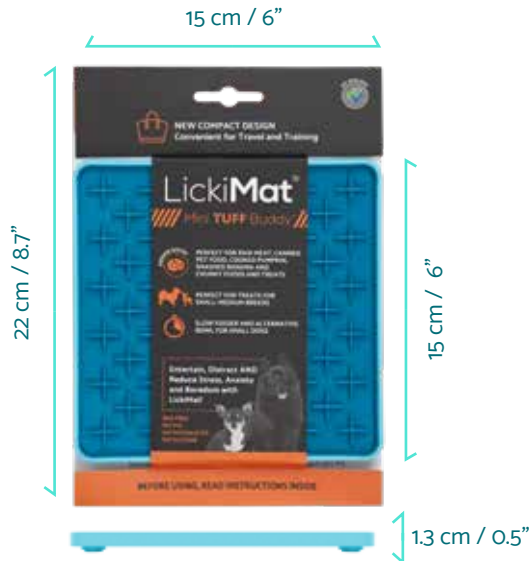 15 cm / 6”
22 cm / 8.7”
NEW COMPACT DESIGN
Convenient for Travel and Training
LickiMat®
Mini TUFF Buddy
PERFECT FOR RAW MEAT, CANNED
PET FOOD, COOKED PUMPKIN,
MASHED BANANA AND
CHUNKY FOODS AND TREATS
PERFECT FOR TREATS FOR
SMALL-MEDIUM BREEDS
SLOW FEEDER AND ALTERNATIVE
BOWL FOR SMALL DOGS
15 cm / 6”
Entertain, Distract AND
Reduce Stress, Anxiety
and Boredom with
LickiMat!
BEFORE USING, READ INSTRUCTIONS INSIDE
1.3 cm / 0.5”